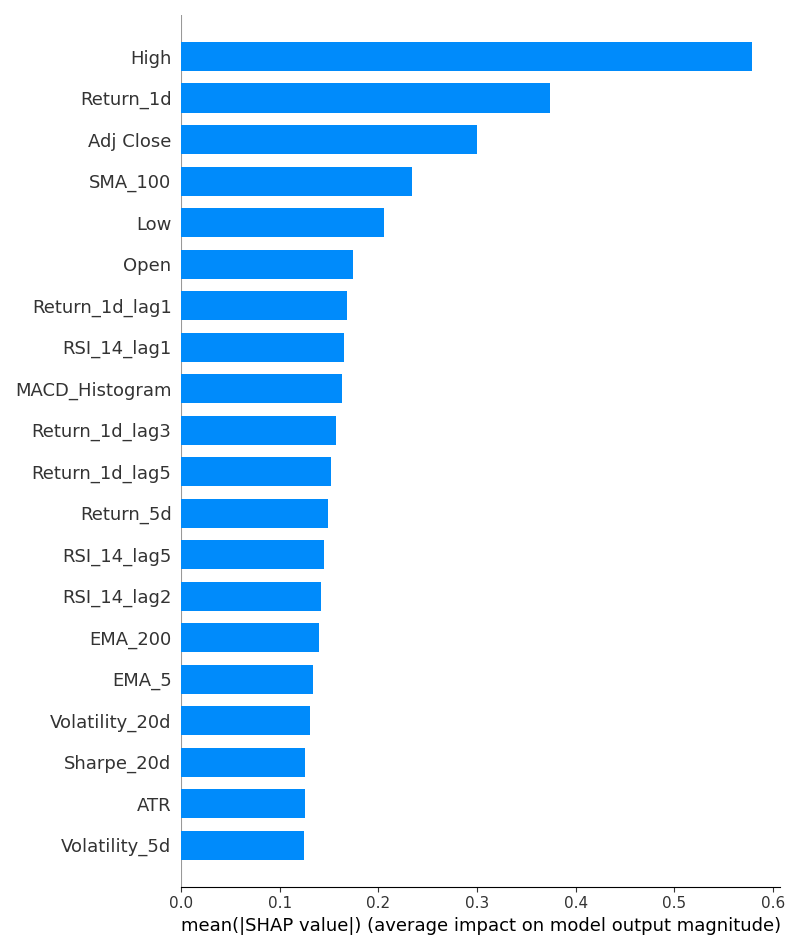 High
Return_1d
Adj Close
SMA_100
Low
Open
Return_1d_lag1
RSI_14_lag1
MACD_Histogram
Return_1d_lag3
Return_1d_lag5
Return_5d
RSI_14_lag5
RSI_14_lag2
EMA_200
EMA_5
Volatility_20d
Sharpe_20d
ATR
Volatility_5d
0.0 0.1 0.2 0.3 0.4 0.5 0.6
mean(|SHAP value|) (average impact on model output magnitude)